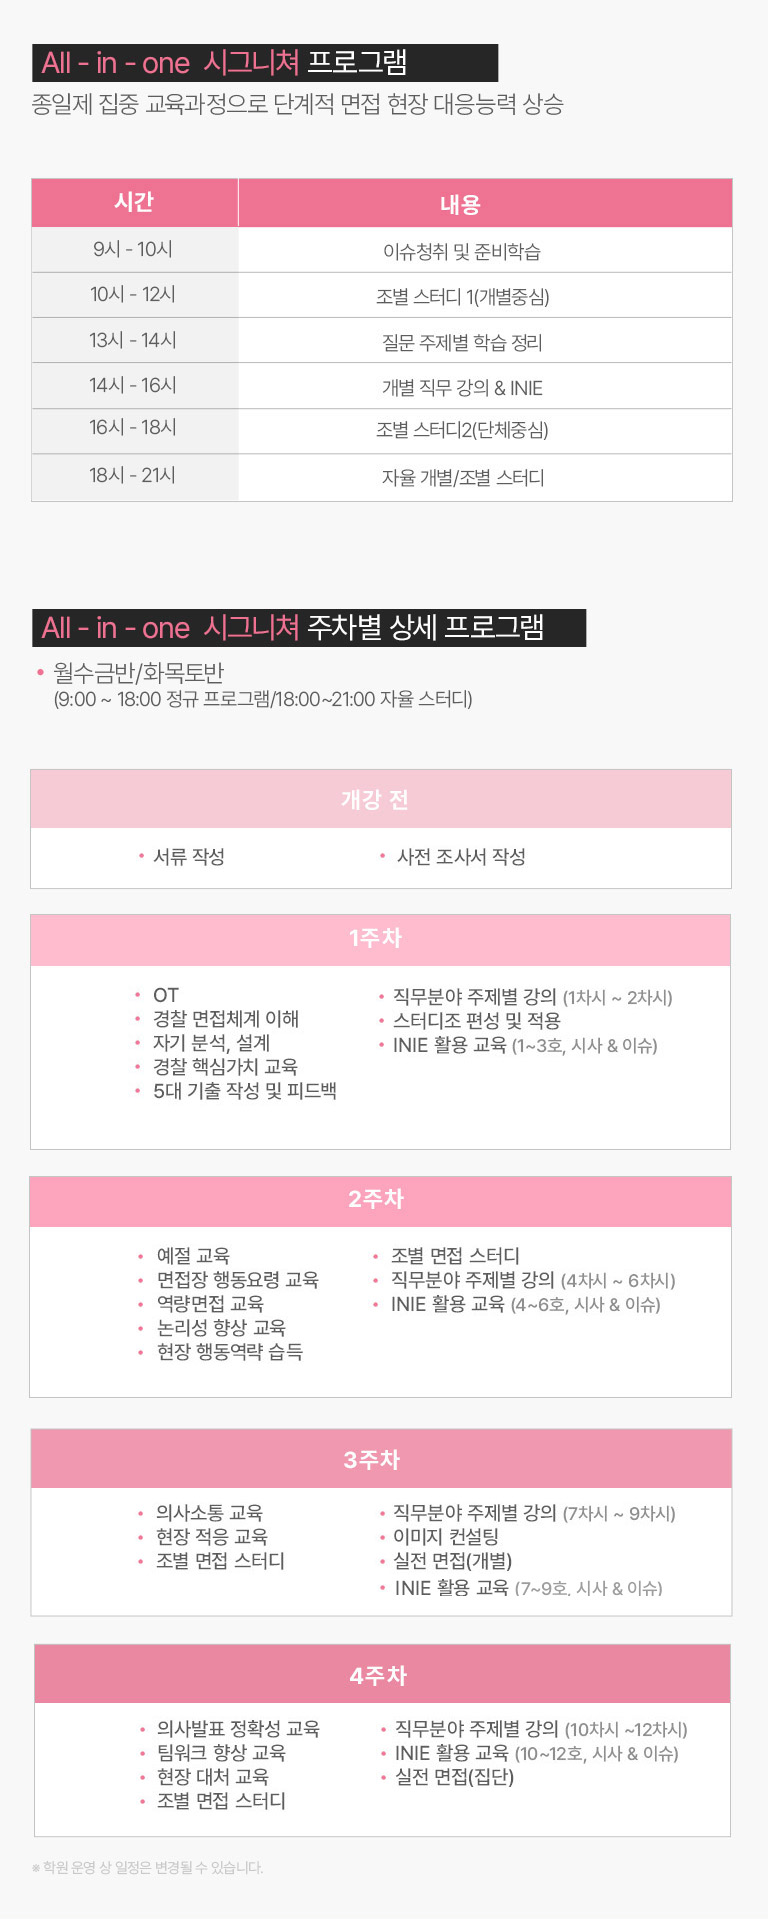 All - in - one 시그니쳐 프로그램
종일제 집중 교육과정으로 단계적 면접 현장 대응능력 상승
시간 내용
9시 - 10시 이슈청취 및 준비학습
10시 - 12시 조별 스터디 1(개별중심)
13시 - 14시 질문 주제별 학습 정리
14시 - 16시 개별 직무 강의 & INIE
16시 - 18시 조별 스터디2(단체중심)
18시 - 21시 자율 개별/조별 스터디
All - in - one 시그니쳐 주차별 상세 프로그램
• 월수금반/화목토반
(9:00 ~ 18:00 정규 프로그램/18:00~21:00 자율 스터디)
개강 전
• 서류 작성
• 사전 조사서 작성
1주차
• OT
• 경찰 면접체계 이해
• 자기 분석, 설계
• 경찰 핵심가치 교육
• 5대 기출 작성 및 피드백
• 직무분야 주제별 강의 (1차시 ~ 2차시)
• 스터디조 편성 및 적용
• INIE 활용 교육 (1~3호, 시사 & 이슈)
2주차
• 예절 교육
• 면접장 행동요령 교육
• 역량면접 교육
• 논리성 향상 교육
• 현장 행동역략 습득
• 조별 면접 스터디
• 직무분야 주제별 강의 (4차시 ~ 6차시)
• INIE 활용 교육 (4~6호, 시사 & 이슈)
3주차
• 의사소통 교육
• 현장 적응 교육
• 조별 면접 스터디
• 직무분야 주제별 강의 (7차시 ~ 9차시)
• 이미지 컨설팅
• 실전 면접(개별)
• INIE 활용 교육 (7~9호, 시사 & 이슈)
4주차
• 의사발표 정확성 교육
• 팀워크 향상 교육
• 현장 대처 교육
• 조별 면접 스터디
• 직무분야 주제별 강의 (10차시 ~12차시)
• INIE 활용 교육 (10~12호, 시사 & 이슈)
• 실전 면접(집단)
※ 학원 운영 상 일정은 변경될 수 있습니다.